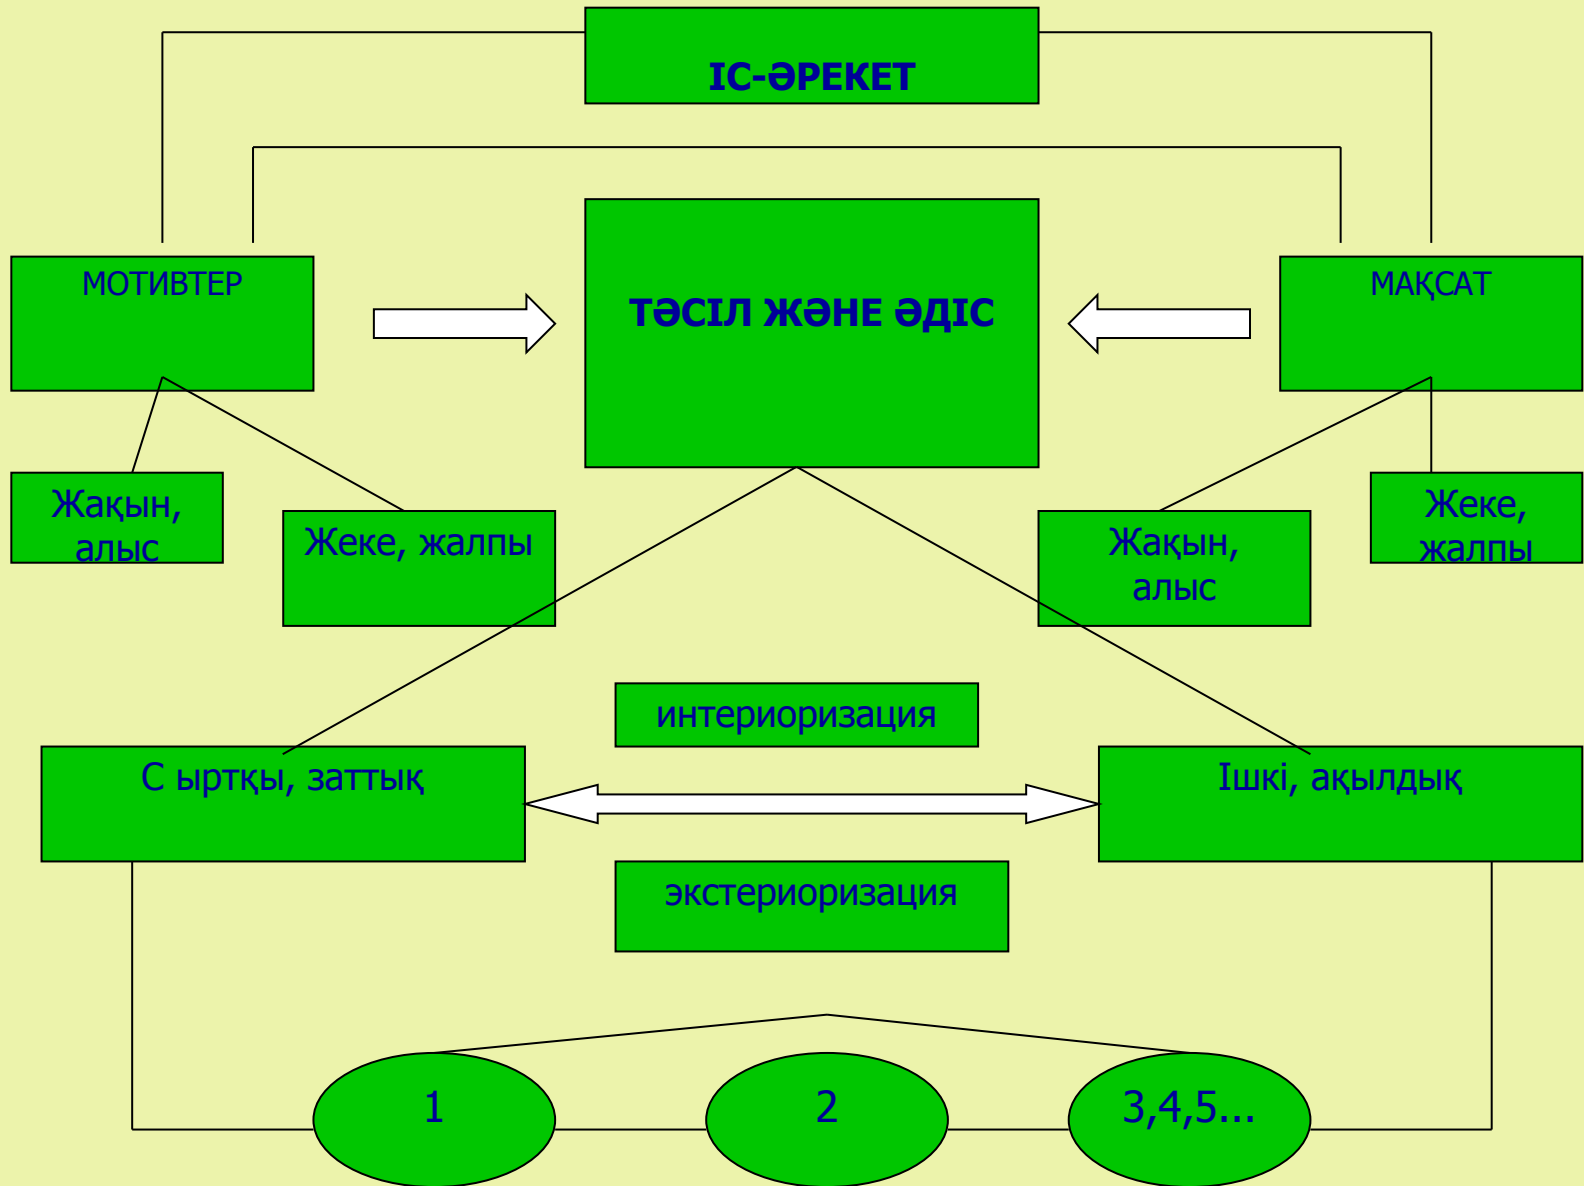 ІС-ӘРЕКЕТ
МОТИВТЕР
ТӘСІЛ ЖӘНЕ ӘДІС
МАҚСАТ
Жақын,
алыс
Жеке, жалпы
Жақын,
алыс
Жеке,
жалпы
интериоризация
С ыртқы, заттық
Ішкі, ақылдық
экстериоризация
1
2
3,4,5...